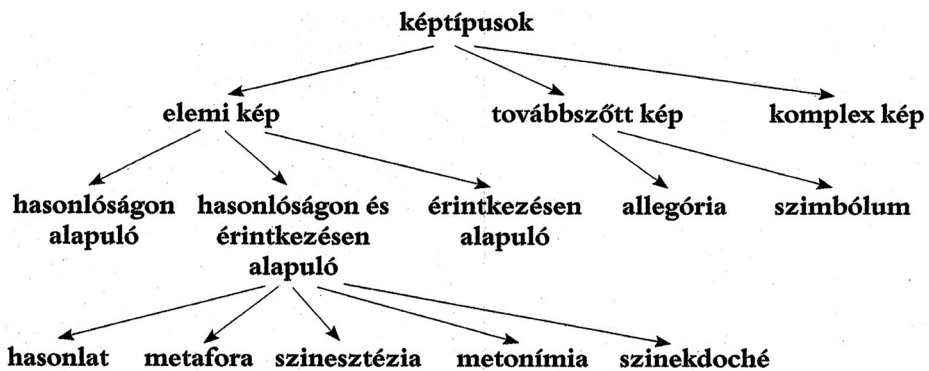 képtípusok
elemi kép továbbszőtt kép komplex kép
hasonlóságon hasonlóságon és érintkezésen allegória szimbólum
alapuló érintkezésen alapuló
alapuló
hasonlat metafora szinesztézia metonímia szinekdoché